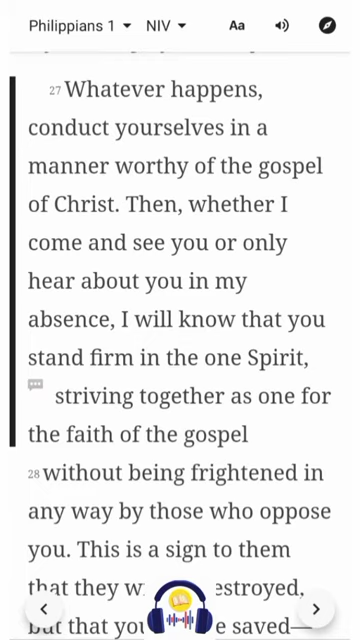 Philippians 1 NIV Aa
27 Whatever happens,
conduct yourselves in a
manner worthy of the gospel
of Christ. Then, whether I
come and see you or only
hear about you in my
absence, I will know that you
stand firm in the one Spirit,
striving together as one for
the faith of the gospel
28 without being frightened in
any way by those who oppose
you. This is a sign to them
that they
but that you saved—